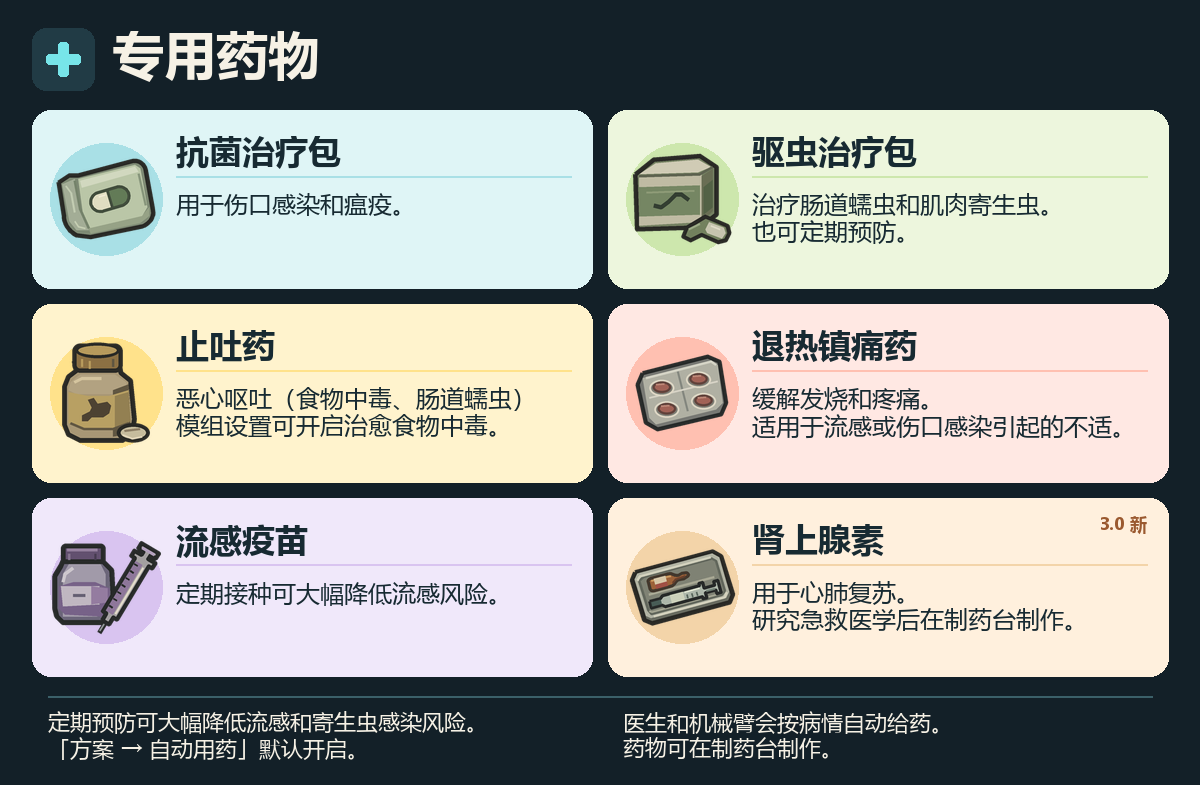 专用药物
抗菌治疗包
用于伤口感染和瘟疫。
驱虫治疗包
治疗肠道蠕虫和肌肉寄生虫。
也可定期预防。
止吐药
恶心呕吐（食物中毒、肠道蠕虫）
模组设置可开启治愈食物中毒。
退热镇痛药
缓解发烧和疼痛。
适用于流感或伤口感染引起的不适。
流感疫苗
定期接种可大幅降低流感风险。
3.0 新
肾上腺素
用于心肺复苏。
研究急救医学后在制药台制作。
定期预防可大幅降低流感和寄生虫感染风险。
「方案 → 自动用药」默认开启。
医生和机械臂会按病情自动给药。
药物可在制药台制作。